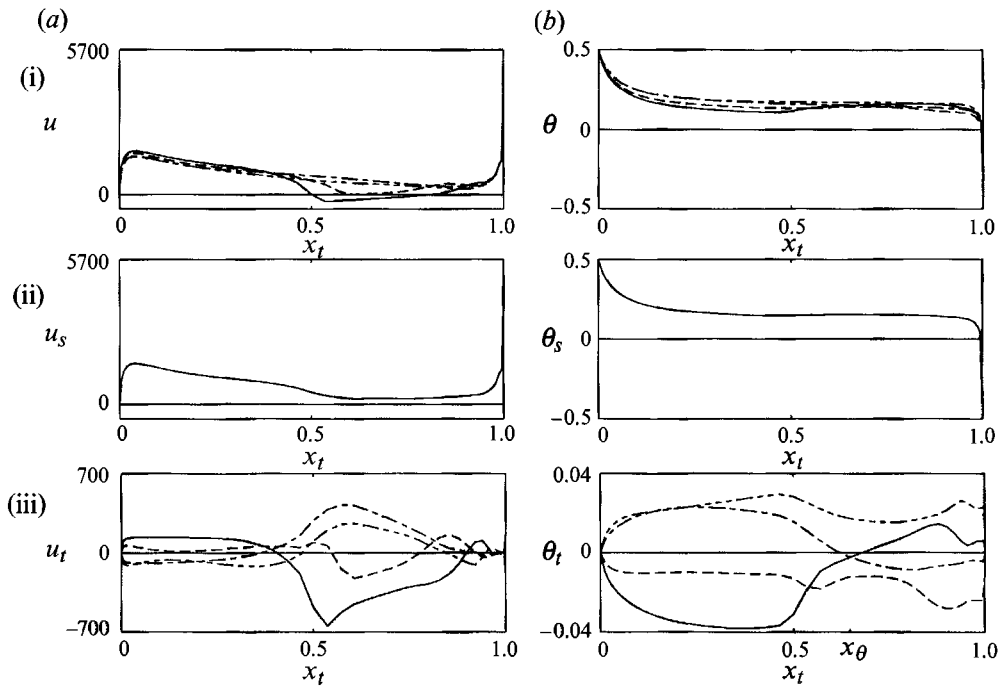 (a) (b)
(i) 5700 u 0 0 0.5 1.0 x_t
0.5 θ 0 −0.5 0 0.5 1.0 x_t
(ii) 5700 u_s 0 0 0.5 1.0 x_t
0.5 θ_s 0 −0.5 0 0.5 1.0 x_t
(iii) 700 u_t 0 −700 0 0.5 1.0 x_t
0.04 θ_t 0 −0.04 0 0.5 x_θ 1.0 x_t